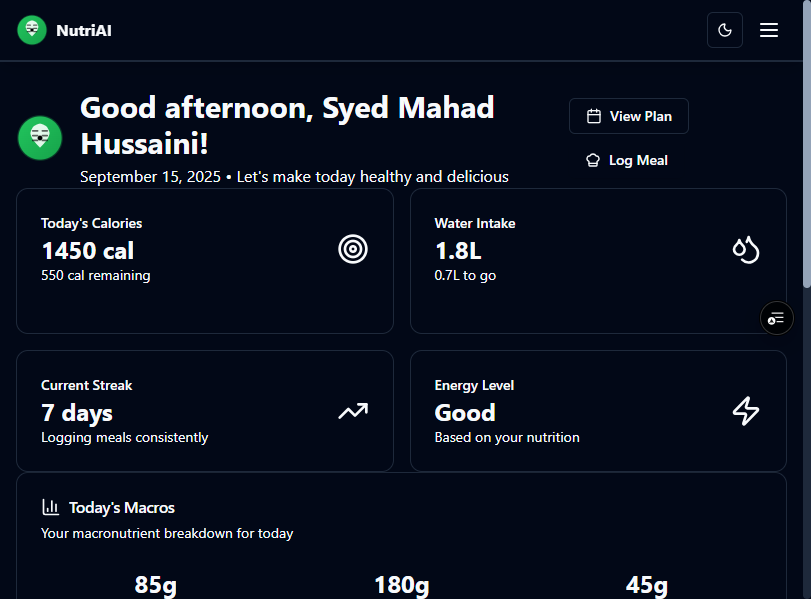 NutriAI
Good afternoon, Syed Mahad
Hussaini!
September 15, 2025 • Let's make today healthy and delicious
View Plan
Log Meal
Today's Calories
1450 cal
550 cal remaining
Water Intake
1.8L
0.7L to go
Current Streak
7 days
Logging meals consistently
Energy Level
Good
Based on your nutrition
Today's Macros
Your macronutrient breakdown for today
85g
180g
45g